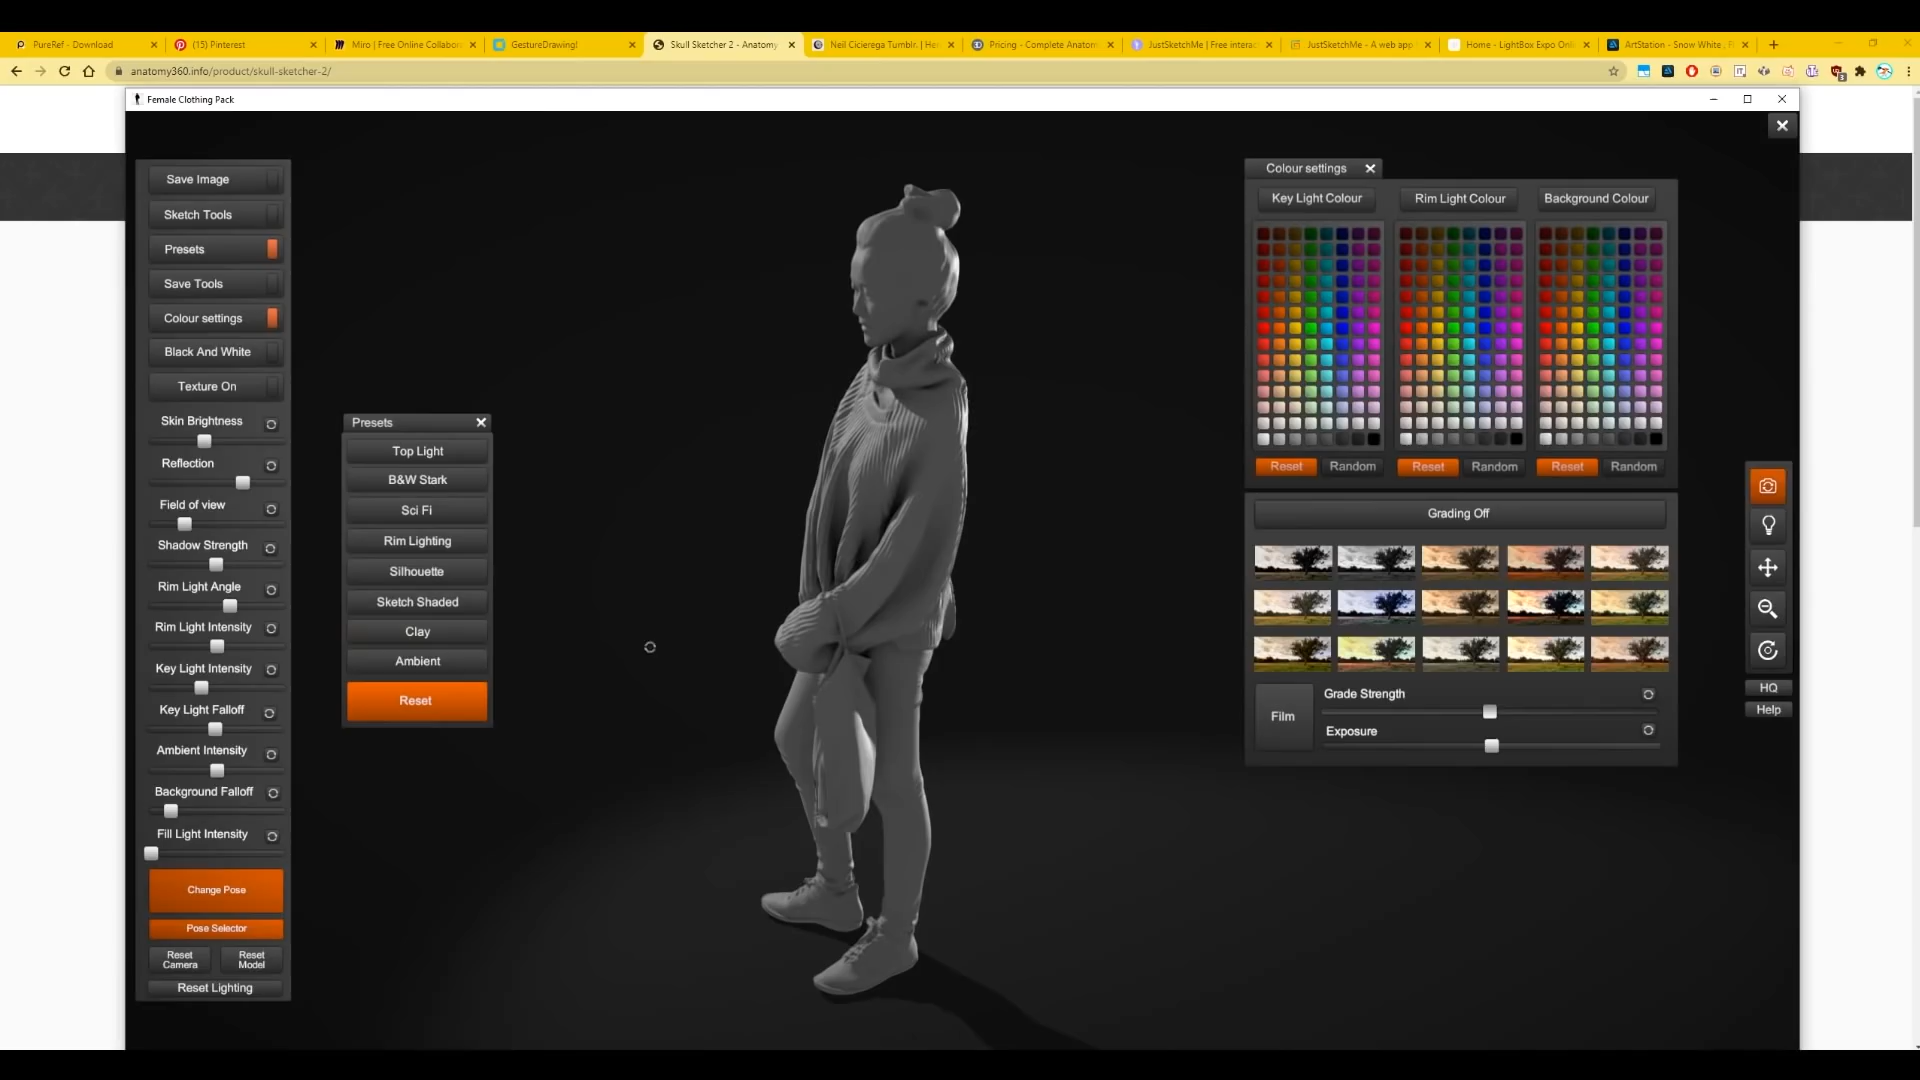 PureRef - Download
(15) Pinterest
Miro | Free Online Collabor
GestureDrawing!
Skull Sketcher 2 - Anatomy
Neil Cicierega Tumblr. | He
Pricing - Complete Anatom
JustSketchMe | Free interac
JustSketchMe - A web app
Home - LightBox Expo Onli
ArtStation - Snow White
anatomy360.info/product/skull-sketcher-2/
Female Clothing Pack
Save Image
Sketch Tools
Presets
Save Tools
Colour settings
Black And White
Texture On
Skin Brightness
Reflection
Field of view
Shadow Strength
Rim Light Angle
Rim Light Intensity
Key Light Intensity
Key Light Falloff
Ambient Intensity
Background Falloff
Fill Light Intensity
Change Pose
Pose Selector
Reset Camera
Reset Model
Reset Lighting
Presets
Top Light
B&W Stark
Sci Fi
Rim Lighting
Silhouette
Sketch Shaded
Clay
Ambient
Reset
Colour settings
Key Light Colour
Rim Light Colour
Background Colour
Reset
Random
Reset
Random
Reset
Random
Grading Off
Film
Grade Strength
Exposure
HQ
Help